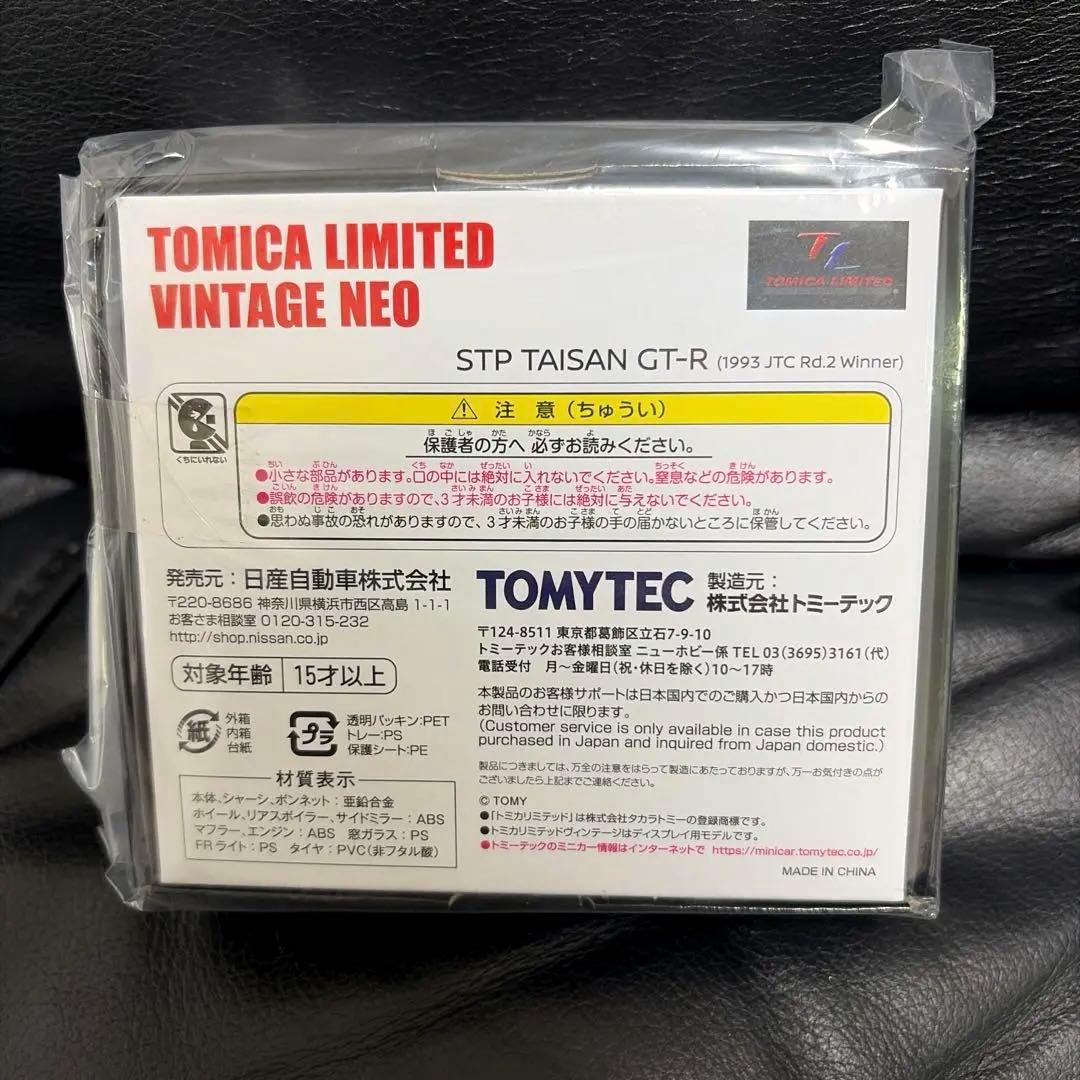 TOMICA LIMITED
VINTAGE NEO
TL
TOMICA LIMITED
STP TAISAN GT-R (1993 JTC Rd.2 Winner)
くちにいれない
⚠ 注 意(ちゅうい)
保護者の方へ 必ずお読みください。
●小さな部品があります。口の中には絶対に入れないでください。窒息などの危険があります。
●誤飲の危険がありますので、3才未満のお子様には絶対に与えないでください。
●思わぬ事故の恐れがありますので、3才未満のお子様の手の届かないところに保管してください。
発売元:日産自動車株式会社
〒220-8686 神奈川県横浜市西区高島 1-1-1
お客さま相談室 0120-315-232
http://shop.nissan.co.jp
対象年齢 15才以上
紙 外箱
内箱
台紙
プラ 透明パッキン:PET
トレー:PS
保護シート:PE
材質表示
本体、シャーシ、ボンネット:亜鉛合金
ホイール、リアスポイラー、サイドミラー:ABS
マフラー、エンジン:ABS 窓ガラス:PS
FRライト:PS タイヤ:PVC(非フタル酸)
TOMYTEC 製造元:
株式会社トミーテック
〒124-8511 東京都葛飾区立石7-9-10
トミーテックお客様相談室 ニューホビー係 TEL 03(3695)3161(代)
電話受付 月~金曜日(祝・休日を除く)10~17時
本製品のお客様サポートは日本国内でのご購入かつ日本国内からの
お問い合わせに限ります。
(Customer service is only available in case this product
purchased in Japan and inquired from Japan domestic.)
製品につきましては、万全の注意をはらって製造にあたっておりますが、万一お気付きの点が
ございましたら上記までご連絡ください。
© TOMY
●「トミカリミテッド」は株式会社タカラトミーの登録商標です。
●トミカリミテッドヴィンテージはディスプレイ用モデルです。
●トミーテックのミニカー情報はインターネットで https://minicar.tomytec.co.jp/
MADE IN CHINA